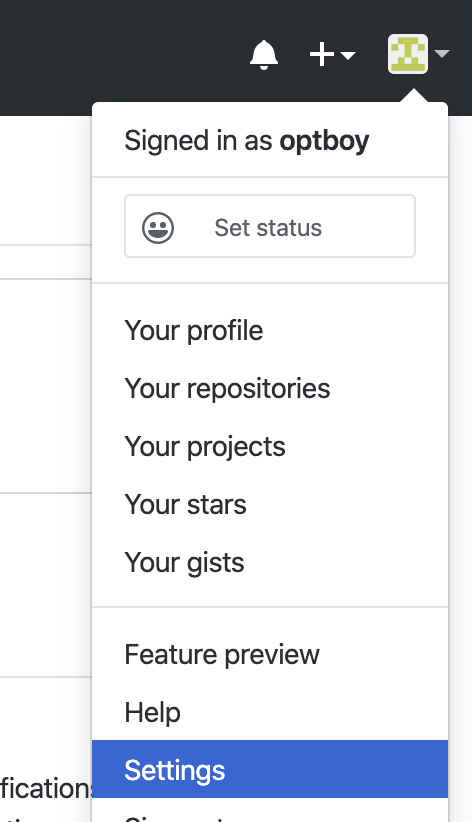 Signed in as optboy
Set status
Your profile
Your repositories
Your projects
Your stars
Your gists
Feature preview
Help
Settings